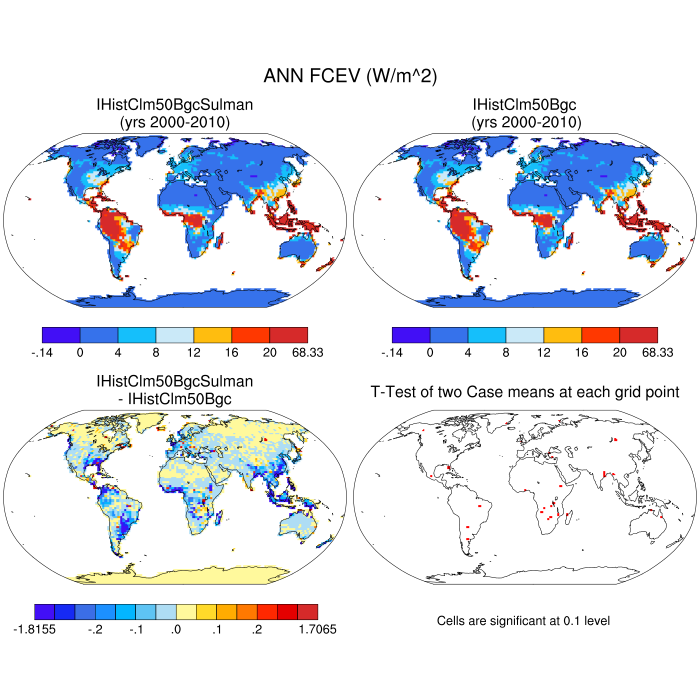 ANN FCEV (W/m^2)
IHistClm50BgcSulman
(yrs 2000-2010)
IHistClm50Bgc
(yrs 2000-2010)
-.14 0 4 8 12 16 20 68.33
-.14 0 4 8 12 16 20 68.33
IHistClm50BgcSulman
- IHistClm50Bgc
T-Test of two Case means at each grid point
-1.8155 -.2 -.1 .0 .1 .2 1.7065
Cells are significant at 0.1 level